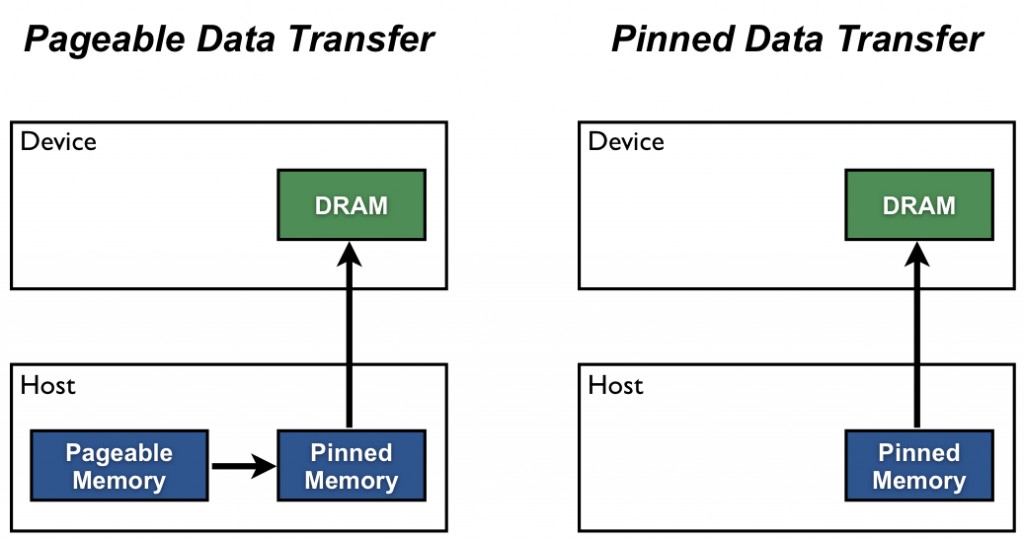 Pageable Data Transfer
Device
DRAM
Host
Pageable
Memory
Pinned
Memory
Pinned Data Transfer
Device
DRAM
Host
Pinned
Memory